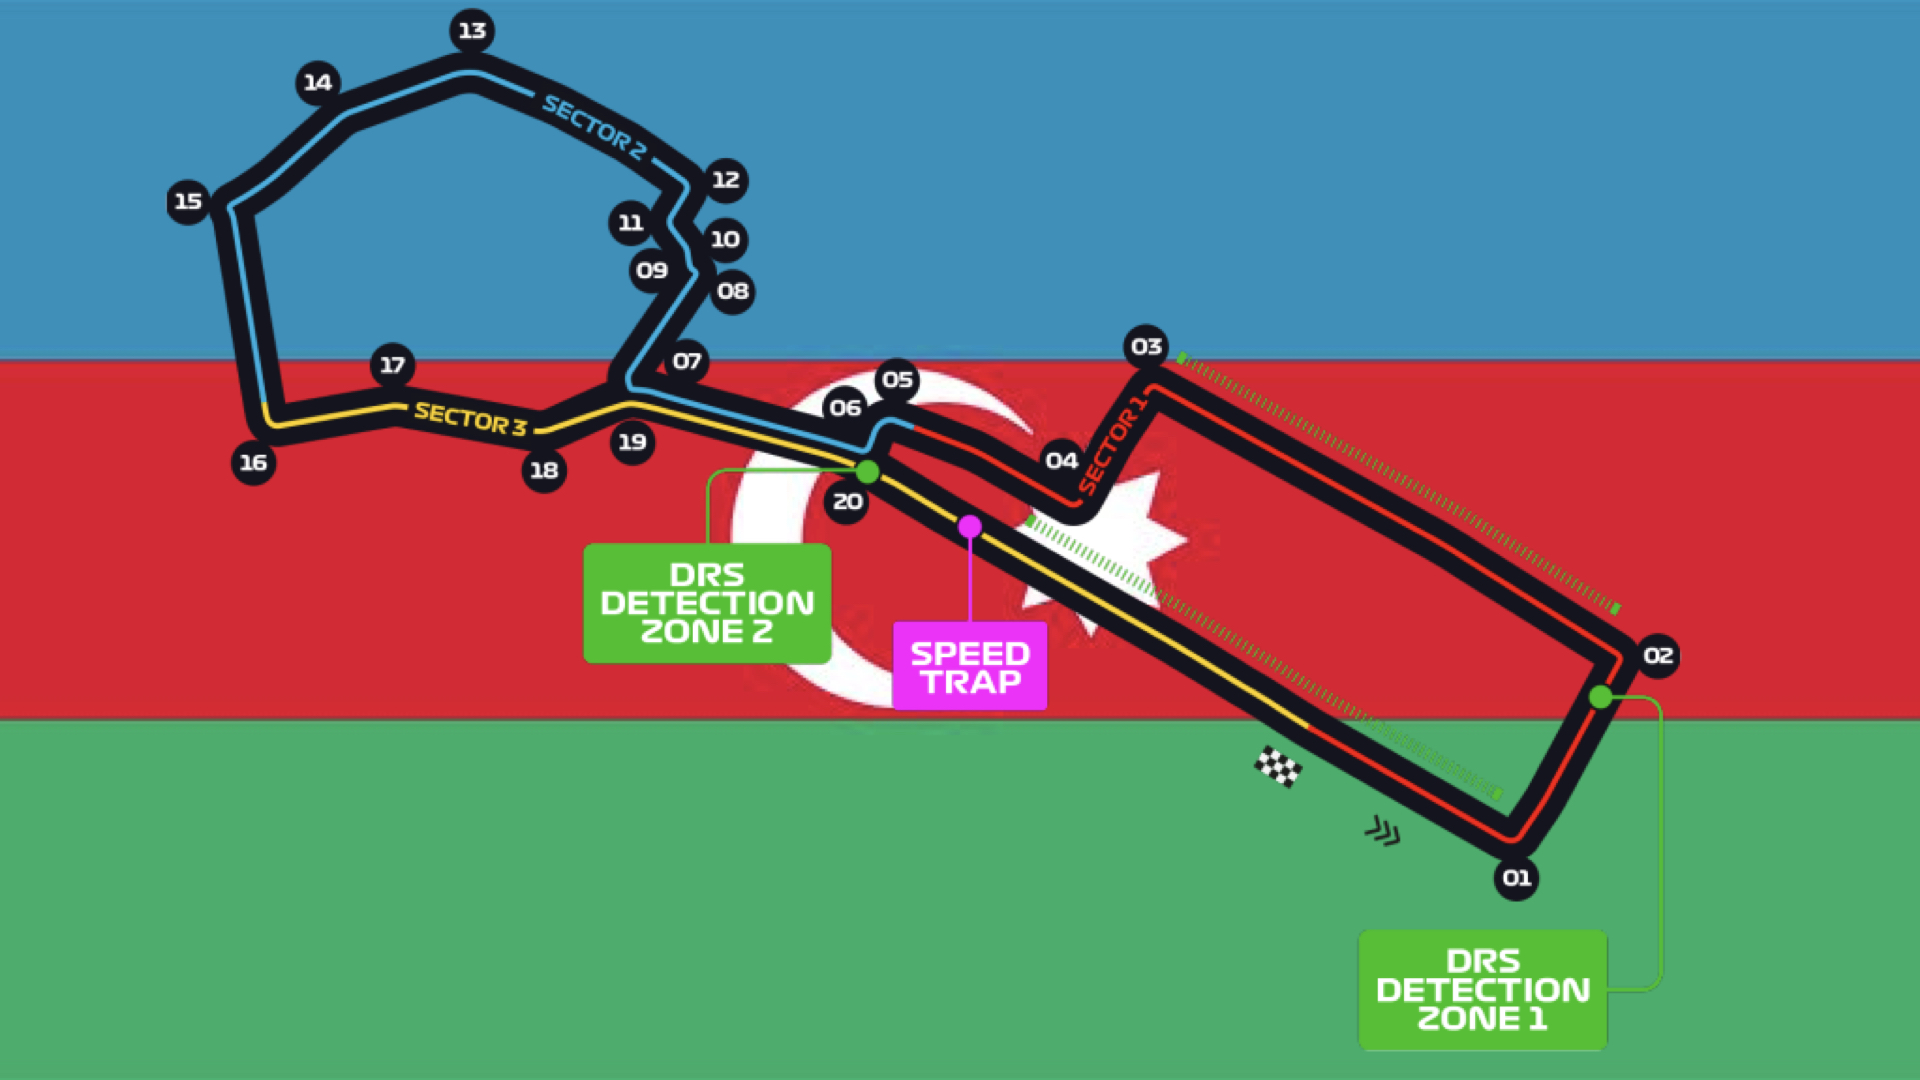 13
14
SECTOR 2
12
15
11
10
09
08
03
07
17
05
06
SECTOR 1
SECTOR 3
19
04
16
18
20
DRS
DETECTION
ZONE 2
SPEED
TRAP
02
01
DRS
DETECTION
ZONE 1